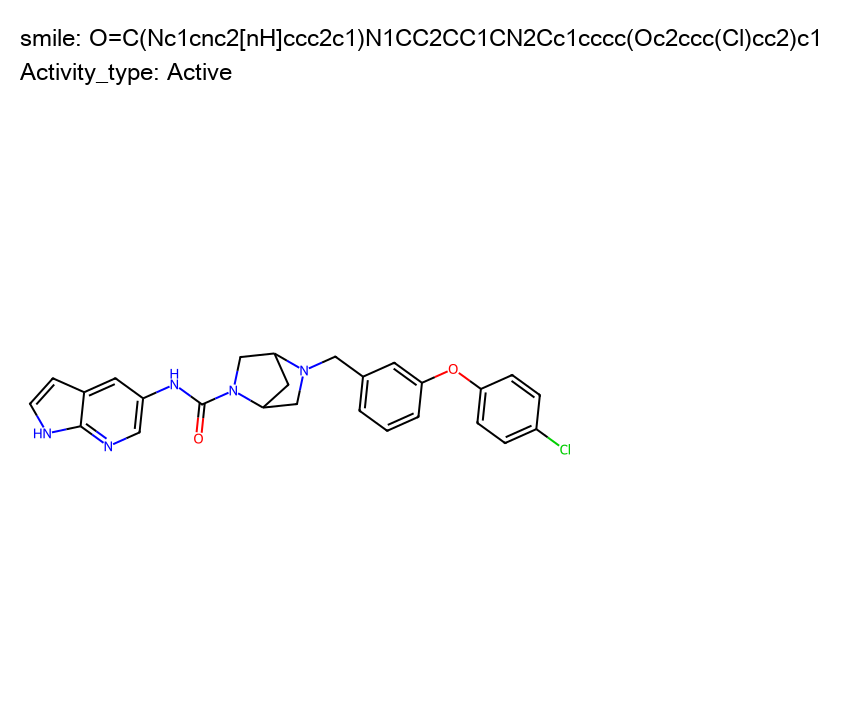 smile: O=C(Nc1cnc2[nH]ccc2c1)N1CC2CC1CN2Cc1cccc(Oc2ccc(Cl)cc2)c1
Activity_type: Active
H
N
N
N
O
HN
N
O
Cl